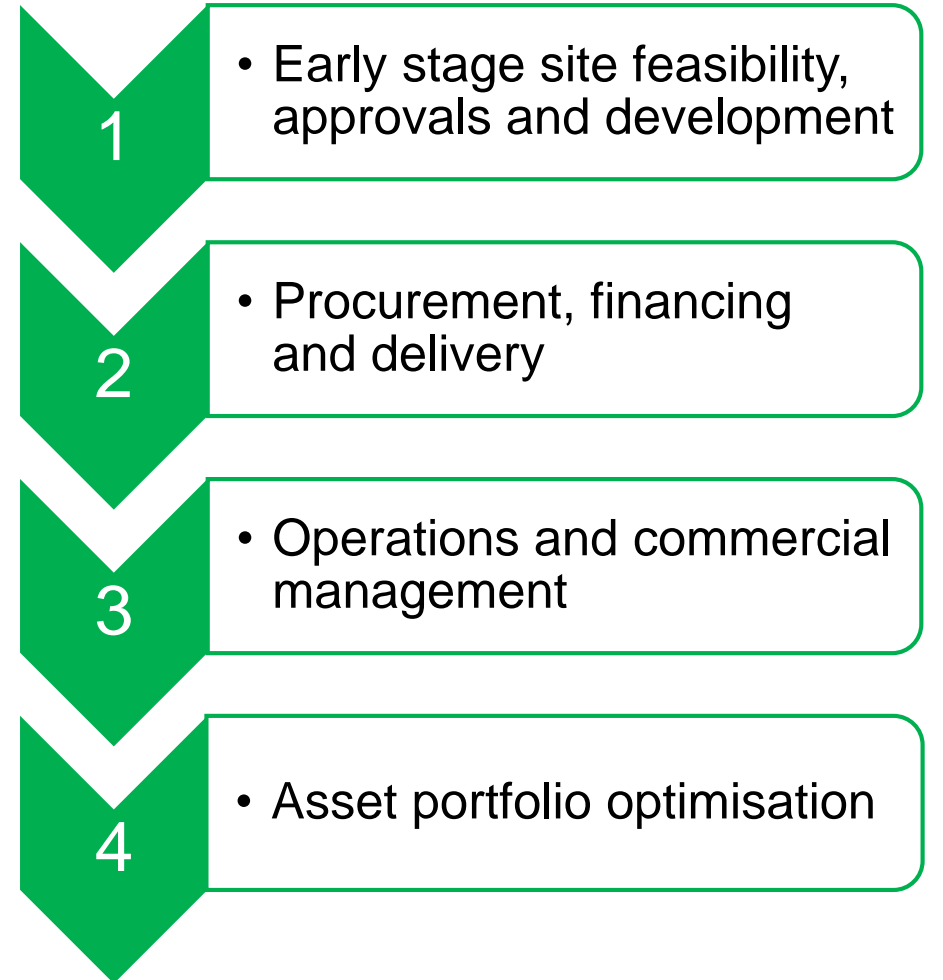 1
• Early stage site feasibility,
approvals and development
2
• Procurement, financing
and delivery
3
• Operations and commercial
management
4
• Asset portfolio optimisation